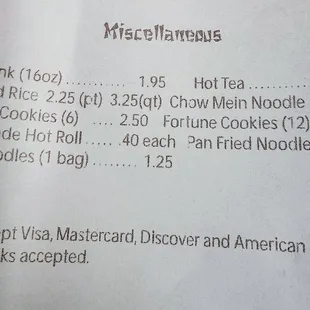 Miscellaneous
nk (16oz) ........... 1.95 Hot Tea ............
d Rice 2.25 (pt) 3.25(qt) Chow Mein Noodle
Cookies (6) .... 2.50 Fortune Cookies (12)
de Hot Roll ...... .40 each Pan Fried Noodle
odles (1 bag) ........ 1.25
pt Visa, Mastercard, Discover and American
ks accepted.